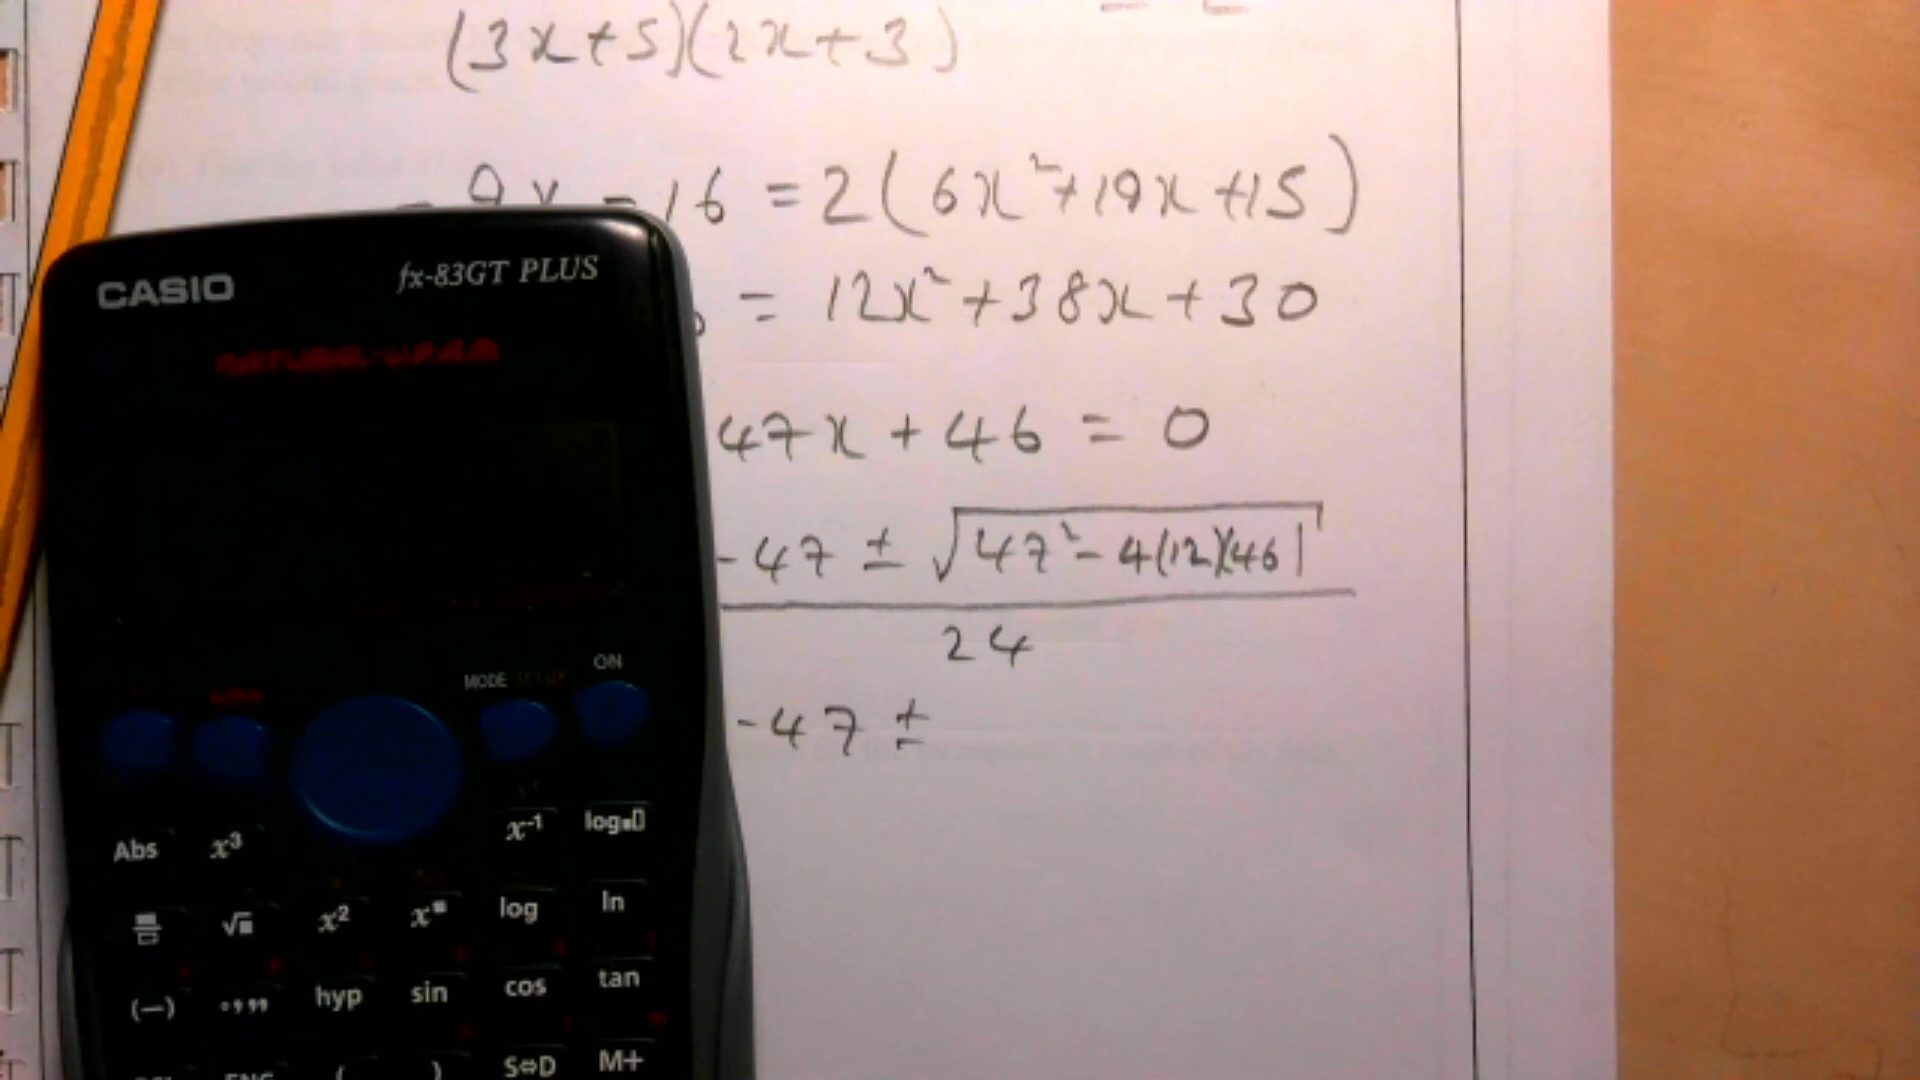 (3x+5)(2x+3)
- 9x - 16 = 2(6x²+19x+15)
= 12x²+38x+30
47x + 46 = 0
-47 ± √47²-4(12)(46)
24
-47 ±
CASIO
fx-83GT PLUS
NATURAL-V.P.A.M.
ON
MODE SETUP
Abs x³ x⁻¹ log▪▯
√▪ x² x▪ log ln
(—) ° , ,, hyp sin cos tan
ENG ( ) S⇔D M+